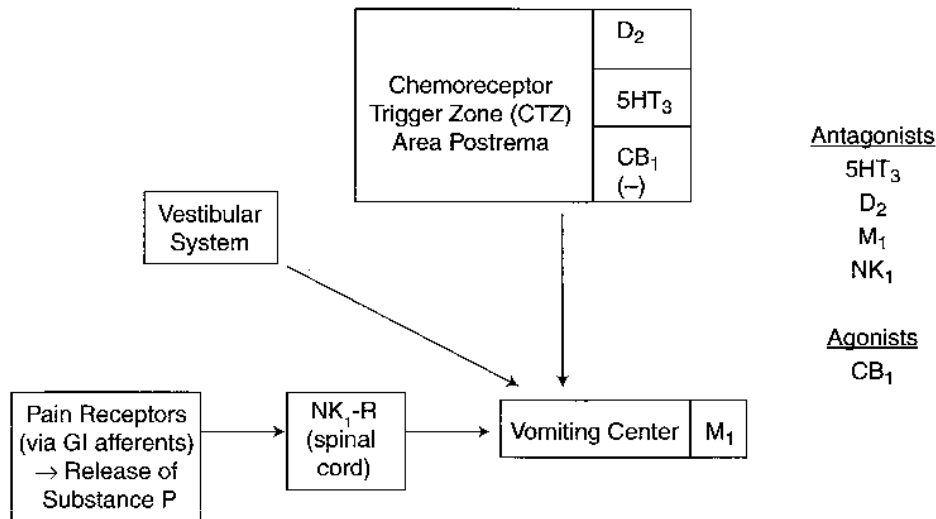 Chemoreceptor
Trigger Zone (CTZ)
Area Postrema
D₂
5HT₃
CB₁
(–)
Vestibular
System
Pain Receptors
(via GI afferents)
→ Release of
Substance P
NK₁-R
(spinal
cord)
Vomiting Center
M₁
Antagonists
5HT₃
D₂
M₁
NK₁
Agonists
CB₁